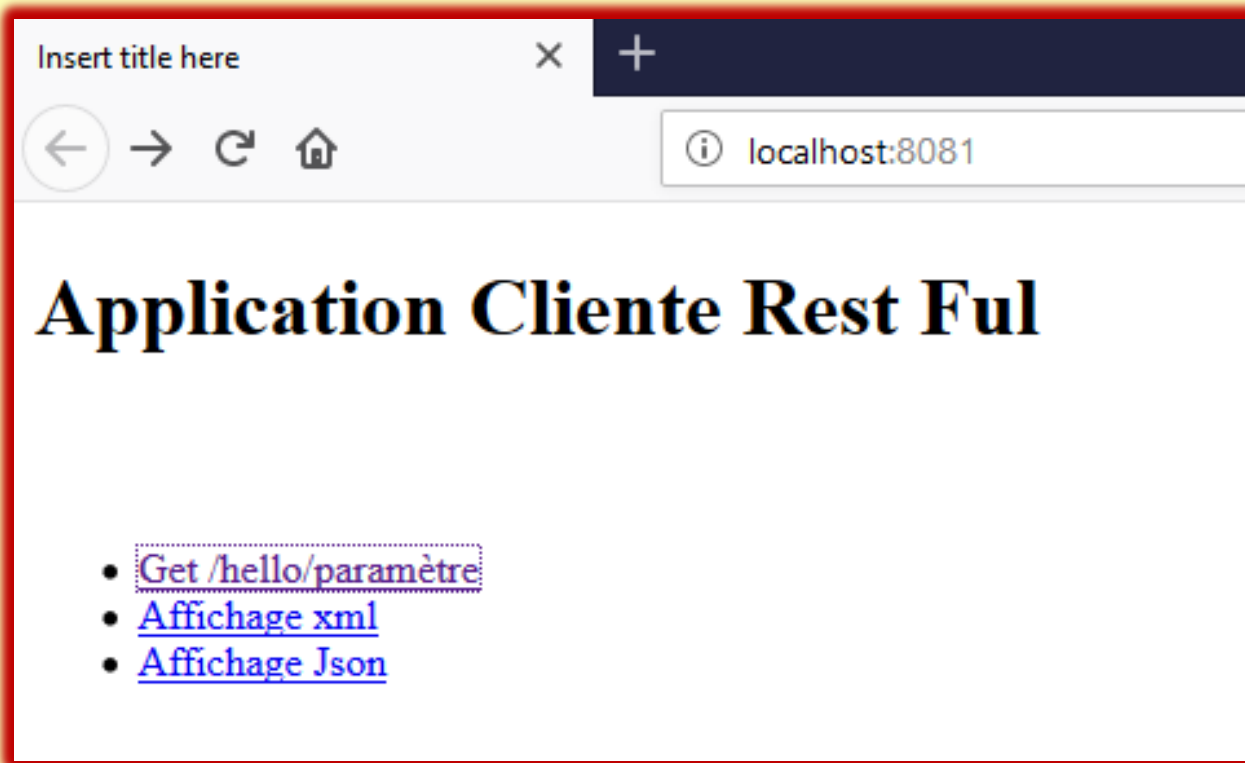 Insert title here
localhost:8081
Application Cliente Rest Ful
Get /hello/paramètre
Affichage xml
Affichage Json